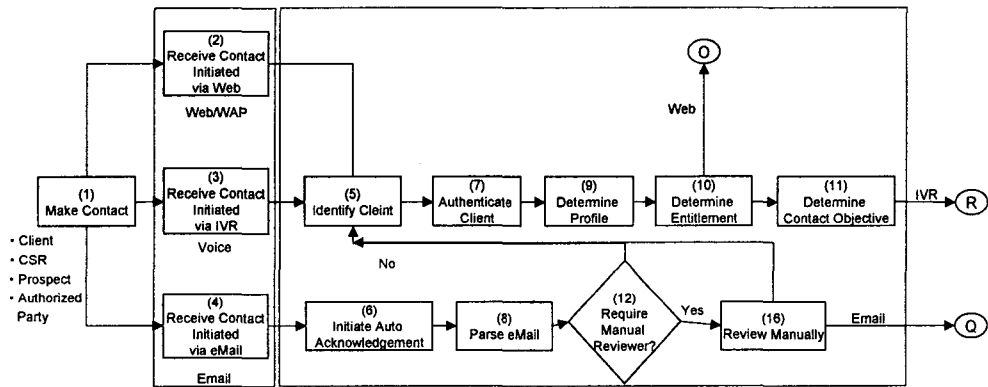 (2)
Receive Contact
Initiated
via Web
Web/WAP
O
Web
(1)
Make Contact
• Client
• CSR
• Prospect
• Authorized
Party
(3)
Receive Contact
Initiated
via IVR
Voice
(5)
Identify Cleint
(7)
Authenticate
Client
(9)
Determine
Profile
(10)
Determine
Entitlement
(11)
Determine
Contact Objective
IVR
R
No
(4)
Receive Contact
Initiated
via eMail
Email
(6)
Initiate Auto
Acknowledgement
(8)
Parse eMail
(12)
Require
Manual
Reviewer?
Yes
(16)
Review Manually
Email
Q